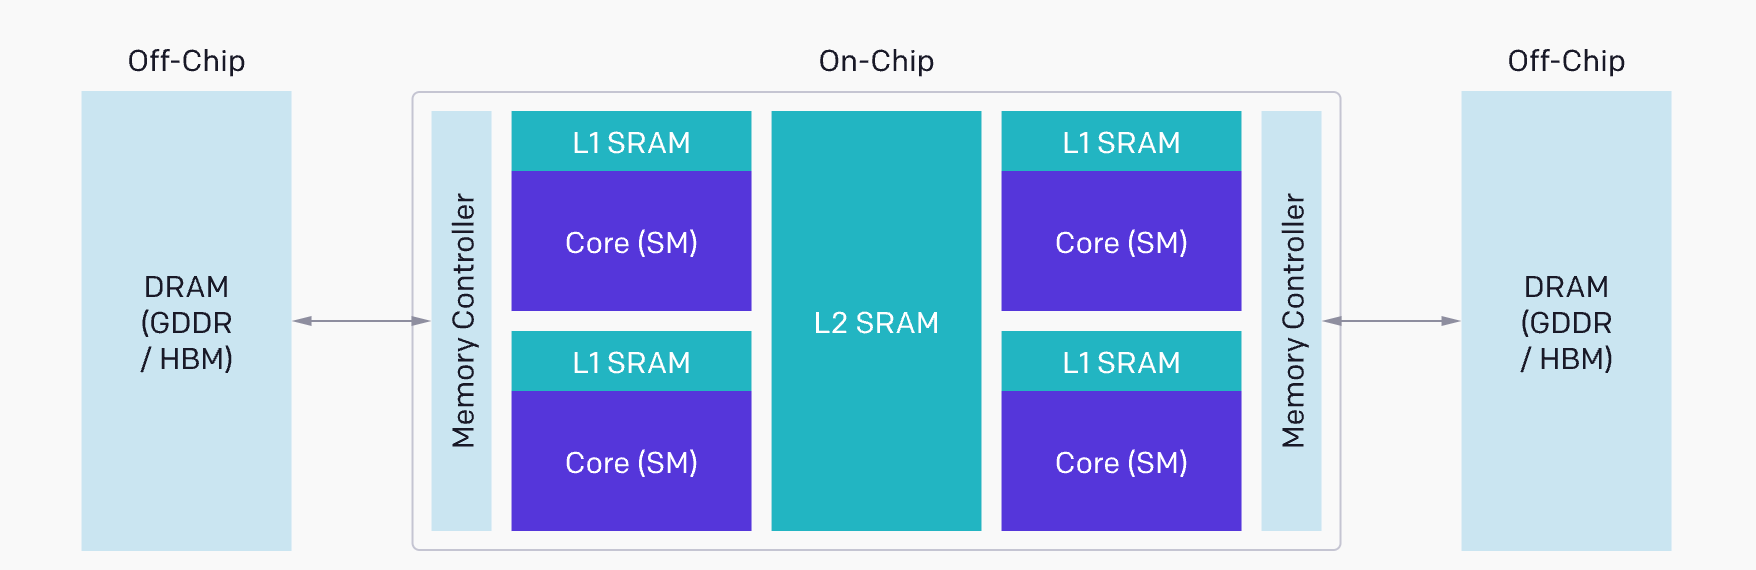 Off-Chip
On-Chip
Off-Chip
DRAM
(GDDR
/ HBM)
Memory Controller
L1 SRAM
Core (SM)
L1 SRAM
Core (SM)
L2 SRAM
L1 SRAM
Core (SM)
L1 SRAM
Core (SM)
Memory Controller
DRAM
(GDDR
/ HBM)